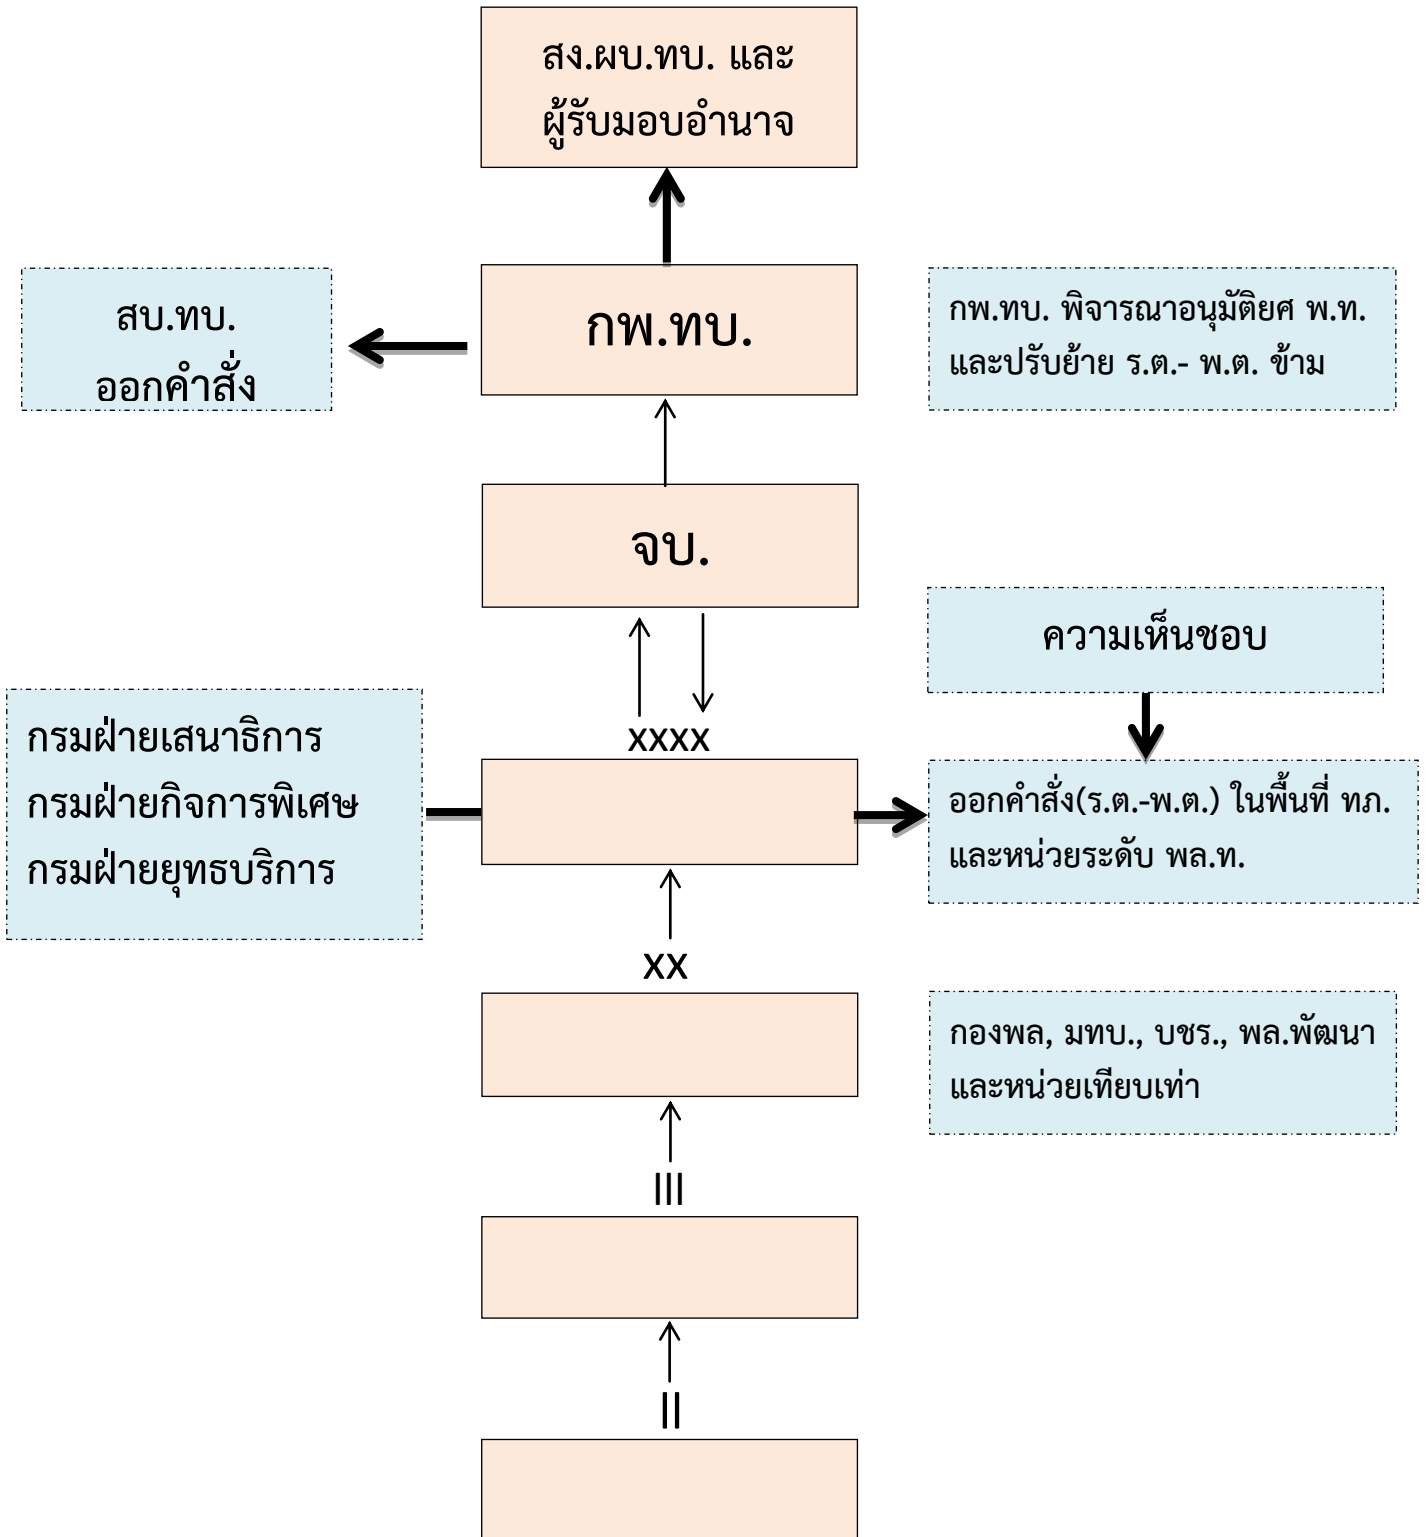 สง.ผบ.ทบ. และ
ผู้รับมอบอำนาจ
สบ.ทบ.
ออกคำสั่ง
กพ.ทบ.
กพ.ทบ. พิจารณาอนุมัติยศ พ.ท.
และปรับย้าย ร.ต.- พ.ต. ข้าม
จบ.
ความเห็นชอบ
กรมฝ่ายเสนาธิการ
กรมฝ่ายกิจการพิเศษ
กรมฝ่ายยุทธบริการ
xxxx
ออกคำสั่ง(ร.ต.-พ.ต.) ในพื้นที่ ทภ.
และหน่วยระดับ พล.ท.
xx
กองพล, มทบ., บชร., พล.พัฒนา
และหน่วยเทียบเท่า
III
II